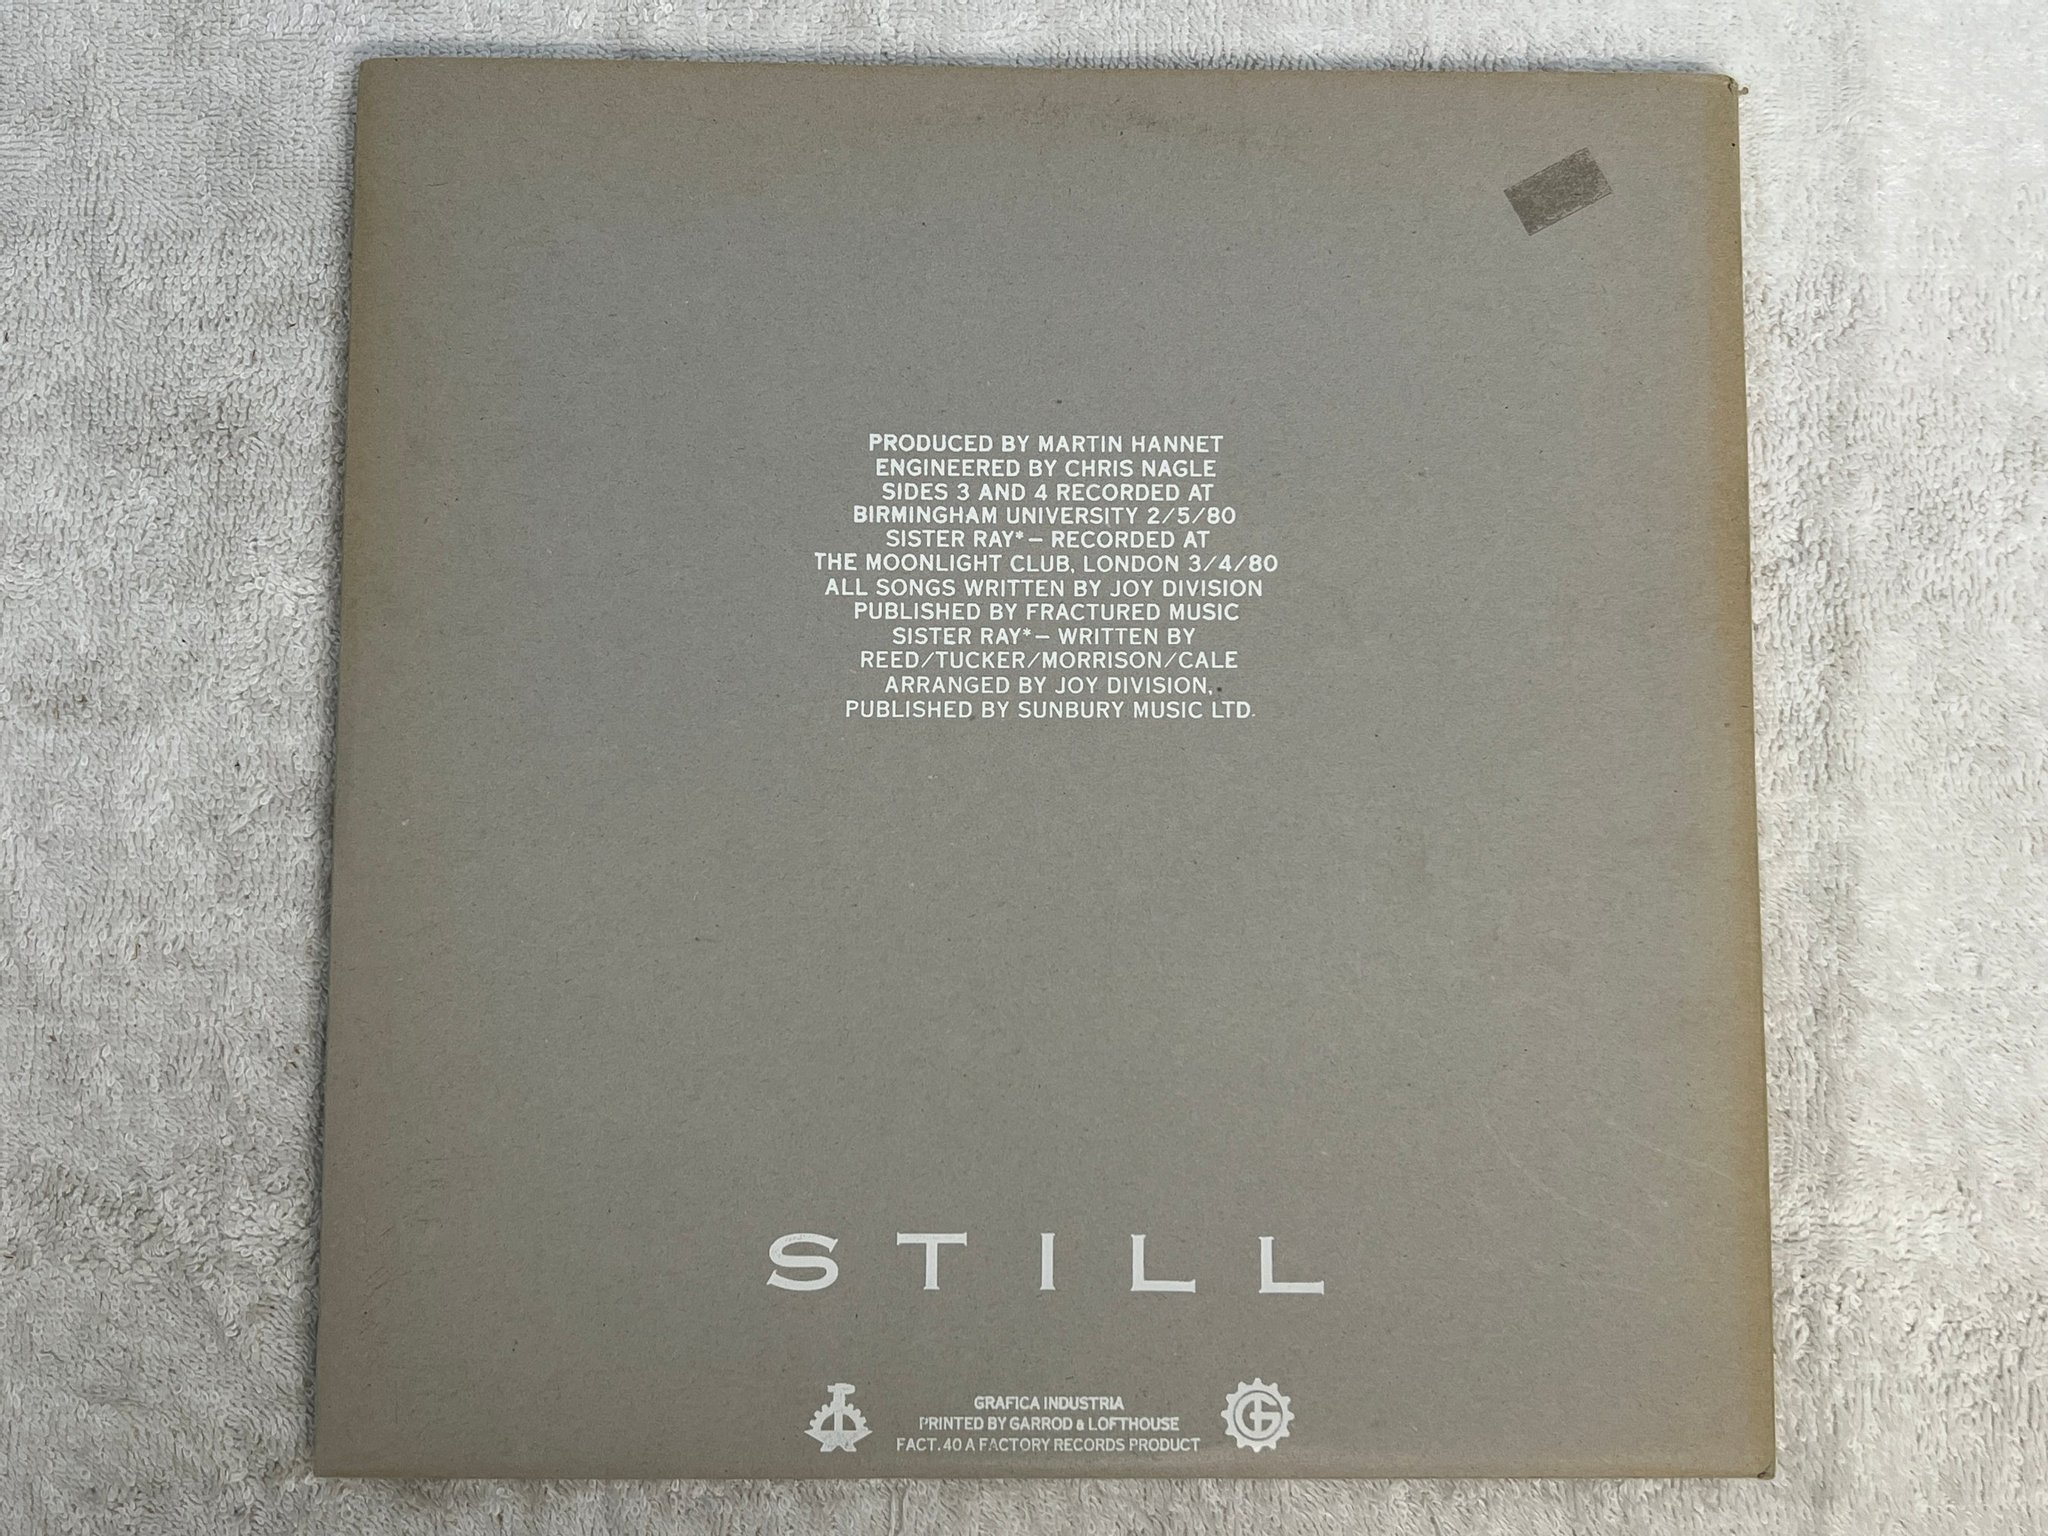 PRODUCED BY MARTIN HANNET
ENGINEERED BY CHRIS NAGLE
SIDES 3 AND 4 RECORDED AT
BIRMINGHAM UNIVERSITY 2/5/80
SISTER RAY* – RECORDED AT
THE MOONLIGHT CLUB, LONDON 3/4/80
ALL SONGS WRITTEN BY JOY DIVISION
PUBLISHED BY FRACTURED MUSIC
SISTER RAY* – WRITTEN BY
REED/TUCKER/MORRISON/CALE
ARRANGED BY JOY DIVISION,
PUBLISHED BY SUNBURY MUSIC LTD.
STILL
GRAFICA INDUSTRIA
PRINTED BY GARROD & LOFTHOUSE
FACT. 40 A FACTORY RECORDS PRODUCT